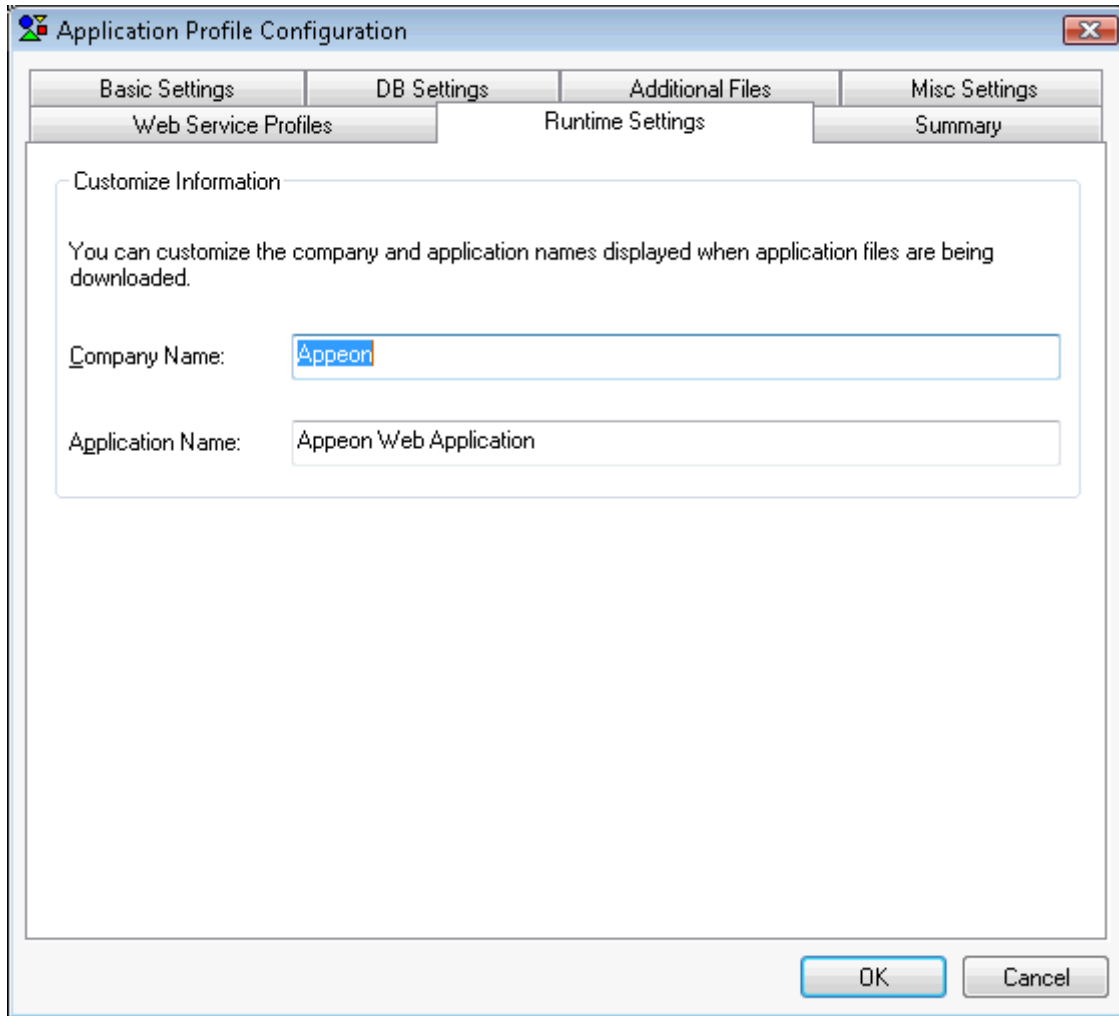 Application Profile Configuration
Basic Settings
DB Settings
Additional Files
Misc Settings
Web Service Profiles
Runtime Settings
Summary
Customize Information
You can customize the company and application names displayed when application files are being
downloaded.
Company Name:
Appeon
Application Name:
Appeon Web Application
OK
Cancel